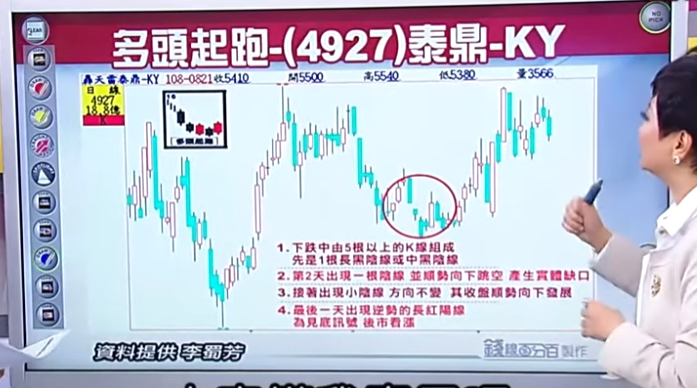 多頭起跑-(4927)泰鼎-KY
轟天雷泰鼎-KY 108-0821收5410 開5500 高5540 低5380 量3566
NO PICK
日線
4927
18.8億
K
[多頭起跑]
1. 下跌中由5根以上的K線組成
先是1根長黑陰線或中黑陰線
2. 第2天出現一根陰線 並順勢向下跳空 產生實體缺口
3. 接著出現小陰線 方向不變 其收盤順勢向下發展
4. 最後一天出現逆勢的長紅陽線
為見底訊號 後市看漲
資料提供 李蜀芳
錢線百分百 製作